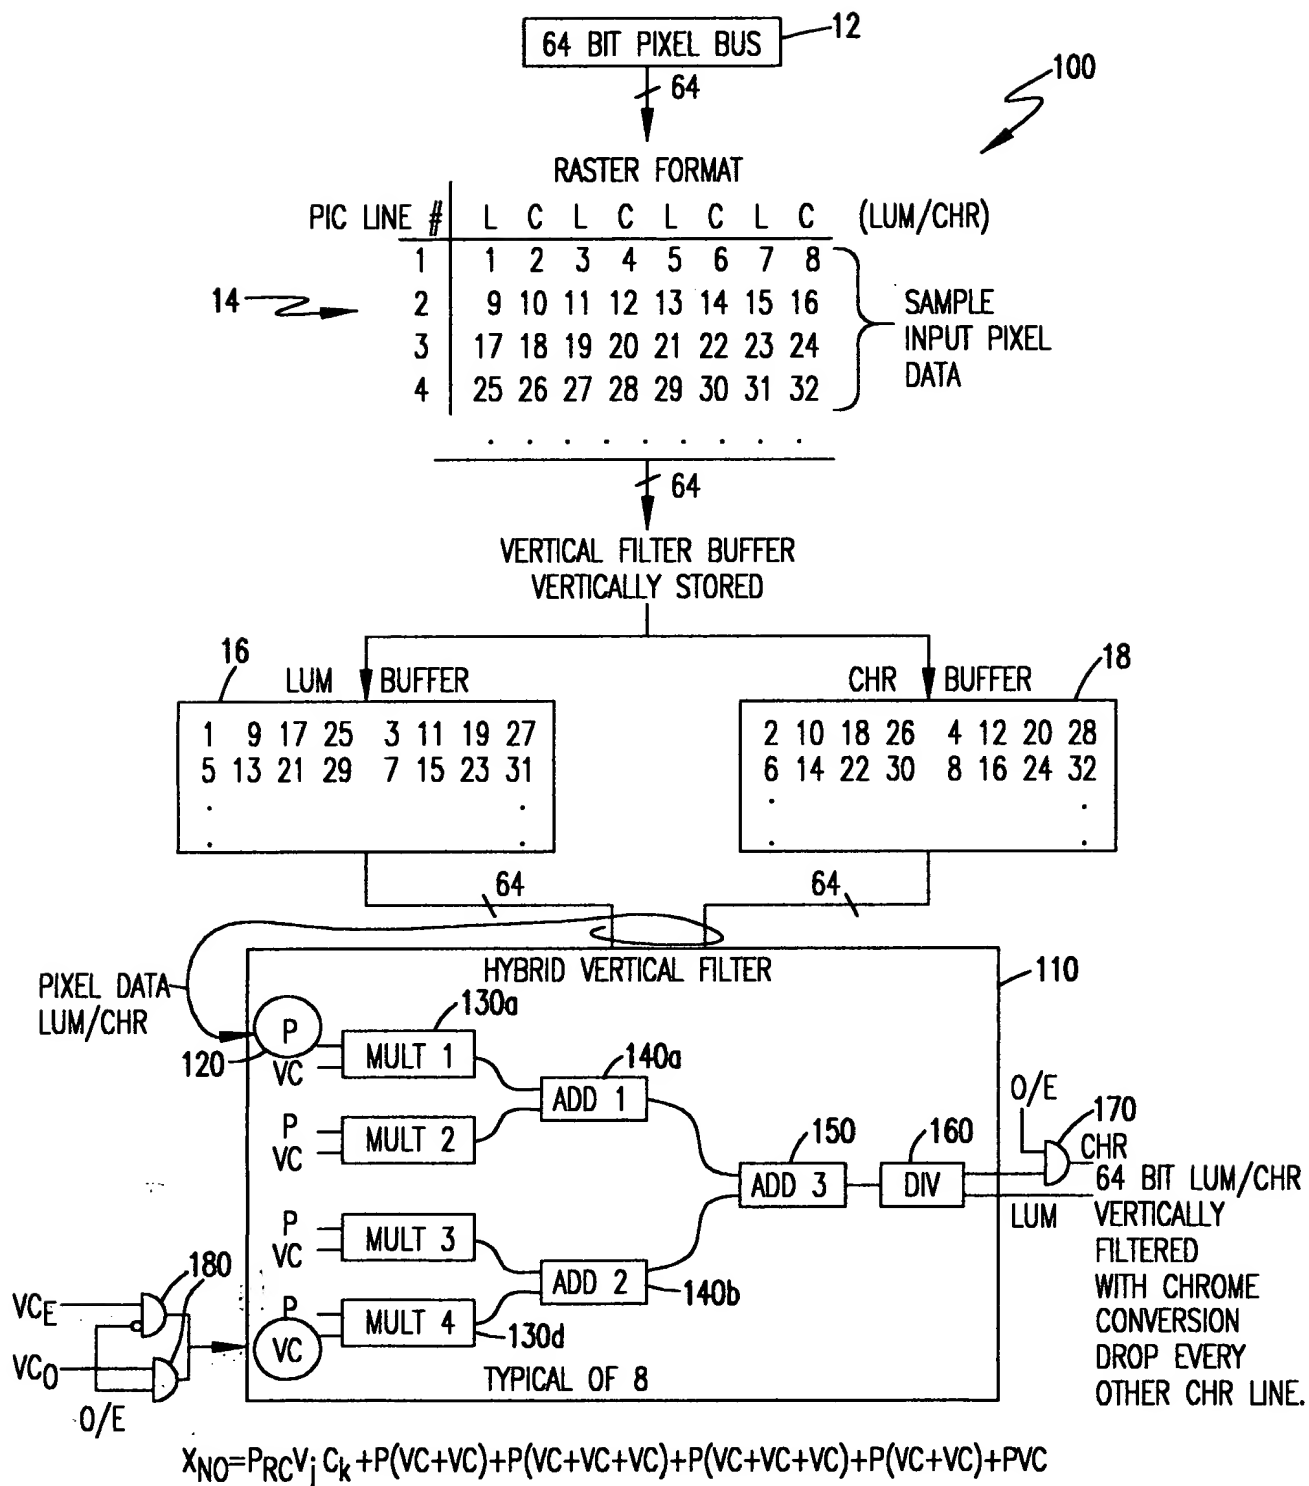 64 BIT PIXEL BUS
12
64
100
RASTER FORMAT
PIC LINE # L C L C L C L C (LUM/CHR)
1 1 2 3 4 5 6 7 8
2 9 10 11 12 13 14 15 16
3 17 18 19 20 21 22 23 24
4 25 26 27 28 29 30 31 32
14
SAMPLE
INPUT PIXEL
DATA
64
VERTICAL FILTER BUFFER
VERTICALLY STORED
16
LUM BUFFER
1 9 17 25 3 11 19 27
5 13 21 29 7 15 23 31
18
CHR BUFFER
2 10 18 26 4 12 20 28
6 14 22 30 8 16 24 32
64
64
HYBRID VERTICAL FILTER
110
PIXEL DATA
LUM/CHR
120
P
VC
MULT 1
130a
P
VC
MULT 2
ADD 1
140a
P
VC
MULT 3
P
VC
MULT 4
130d
ADD 2
140b
ADD 3
150
DIV
160
TYPICAL OF 8
O/E
170
CHR
LUM
64 BIT LUM/CHR
VERTICALLY
FILTERED
WITH CHROME
CONVERSION
DROP EVERY
OTHER CHR LINE.
180
VCE
VCO
O/E
XNO=PRCVjCk+P(VC+VC)+P(VC+VC+VC)+P(VC+VC+VC)+P(VC+VC)+PVC